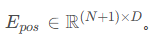 E_{pos} ∈ ℝ^{(N+1)×D}。